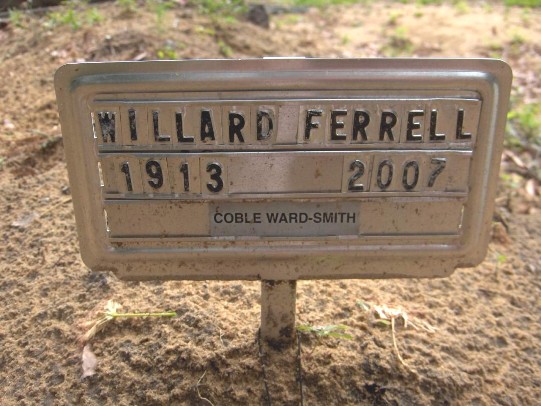 WILLARD FERRELL
1913 2007
COBLE WARD-SMITH